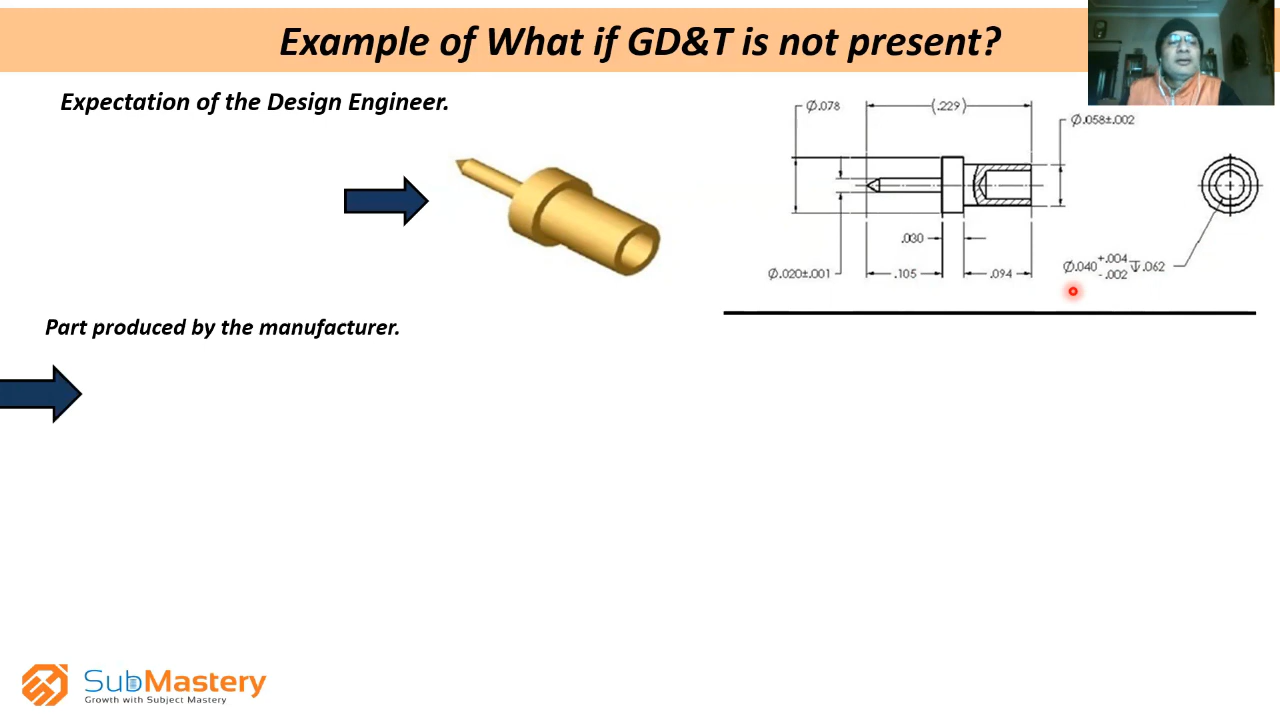 Example of What if GD&T is not present?
Expectation of the Design Engineer.
Ø.078
(.229)
Ø.058±.002
.030
Ø.020±.001
.105
.094
Ø.040 +.004 -.002 ↧.062
Part produced by the manufacturer.
SubMastery
Growth with Subject Mastery